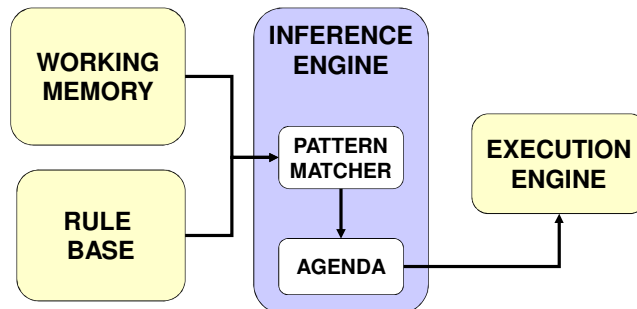 WORKING
MEMORY
RULE
BASE
INFERENCE
ENGINE
PATTERN
MATCHER
AGENDA
EXECUTION
ENGINE